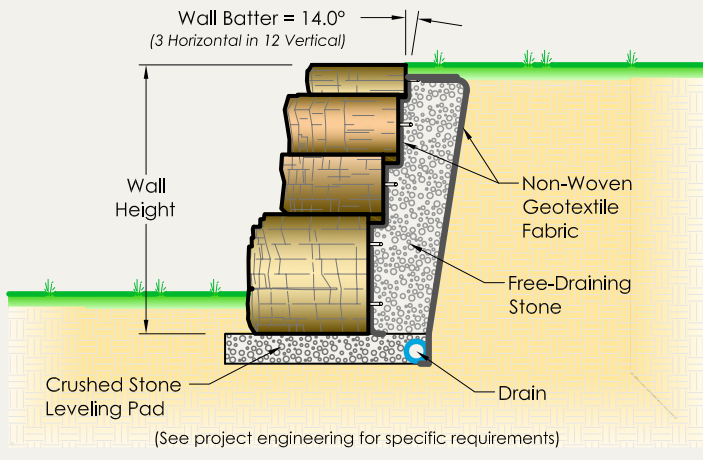 Wall Batter = 14.0°
(3 Horizontal in 12 Vertical)
Wall
Height
Non-Woven
Geotextile
Fabric
Free-Draining
Stone
Crushed Stone
Leveling Pad
Drain
(See project engineering for specific requirements)